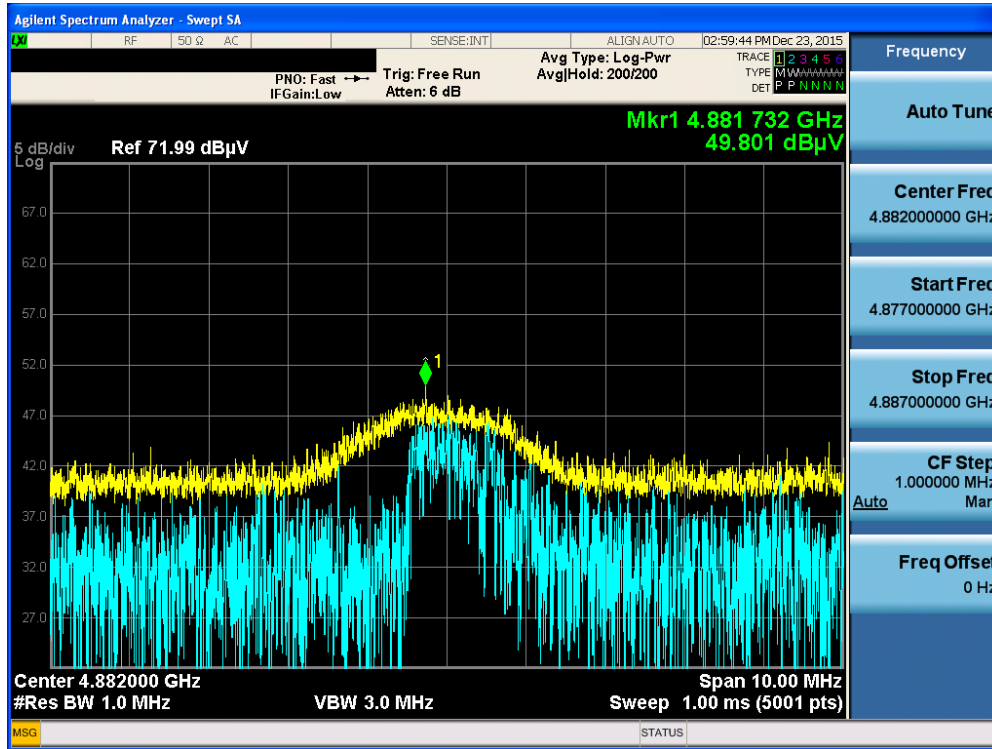 Agilent Spectrum Analyzer - Swept SA
LXI RF 50 Ω AC SENSE:INT ALIGN AUTO 02:59:44 PM Dec 23, 2015
Frequency
PNO: Fast
IFGain:Low
Trig: Free Run
Atten: 6 dB
Avg Type: Log-Pwr
Avg|Hold: 200/200
TRACE 1 2 3 4 5 6
TYPE M W
DET P P N N N N
Mkr1 4.881 732 GHz
49.801 dBµV
5 dB/div Ref 71.99 dBµV
Log
67.0
62.0
57.0
52.0
47.0
42.0
37.0
32.0
27.0
1
Center 4.882000 GHz Span 10.00 MHz
#Res BW 1.0 MHz VBW 3.0 MHz Sweep 1.00 ms (5001 pts)
Auto Tune
Center Freq
4.882000000 GHz
Start Freq
4.877000000 GHz
Stop Freq
4.887000000 GHz
CF Step
1.000000 MHz
Auto Man
Freq Offset
0 Hz
MSG STATUS